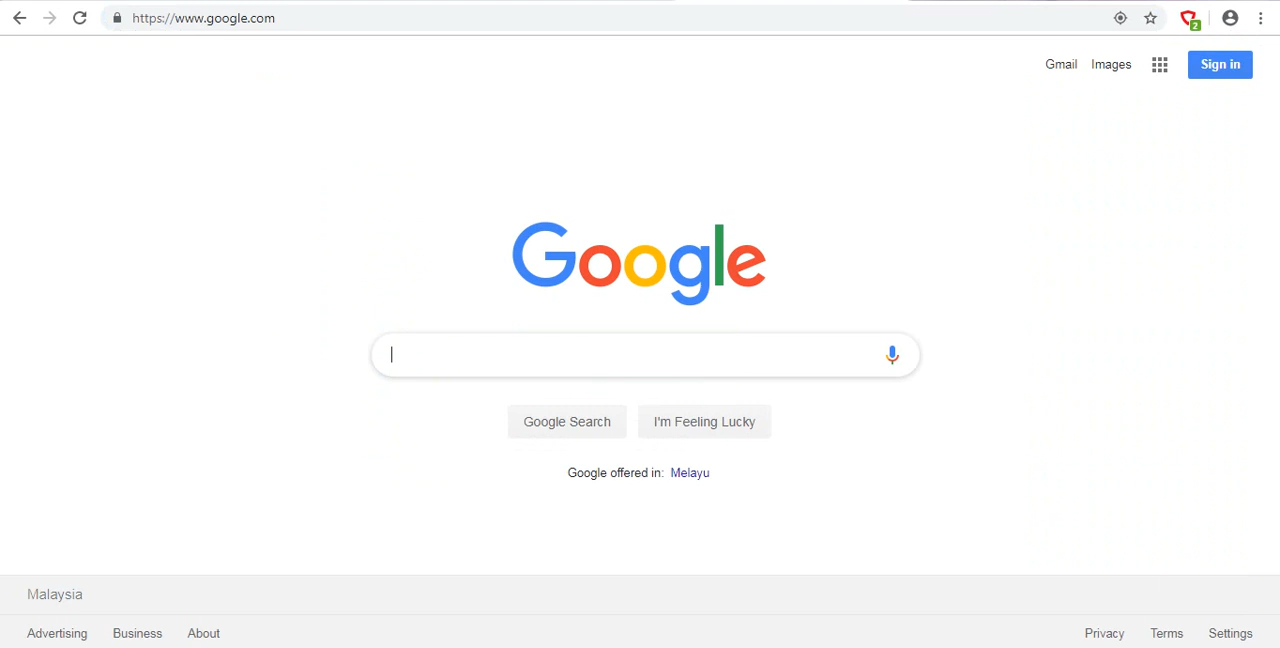 https://www.google.com
2
Gmail Images Sign in
Google
Google Search I'm Feeling Lucky
Google offered in: Melayu
Malaysia
Advertising Business About Privacy Terms Settings